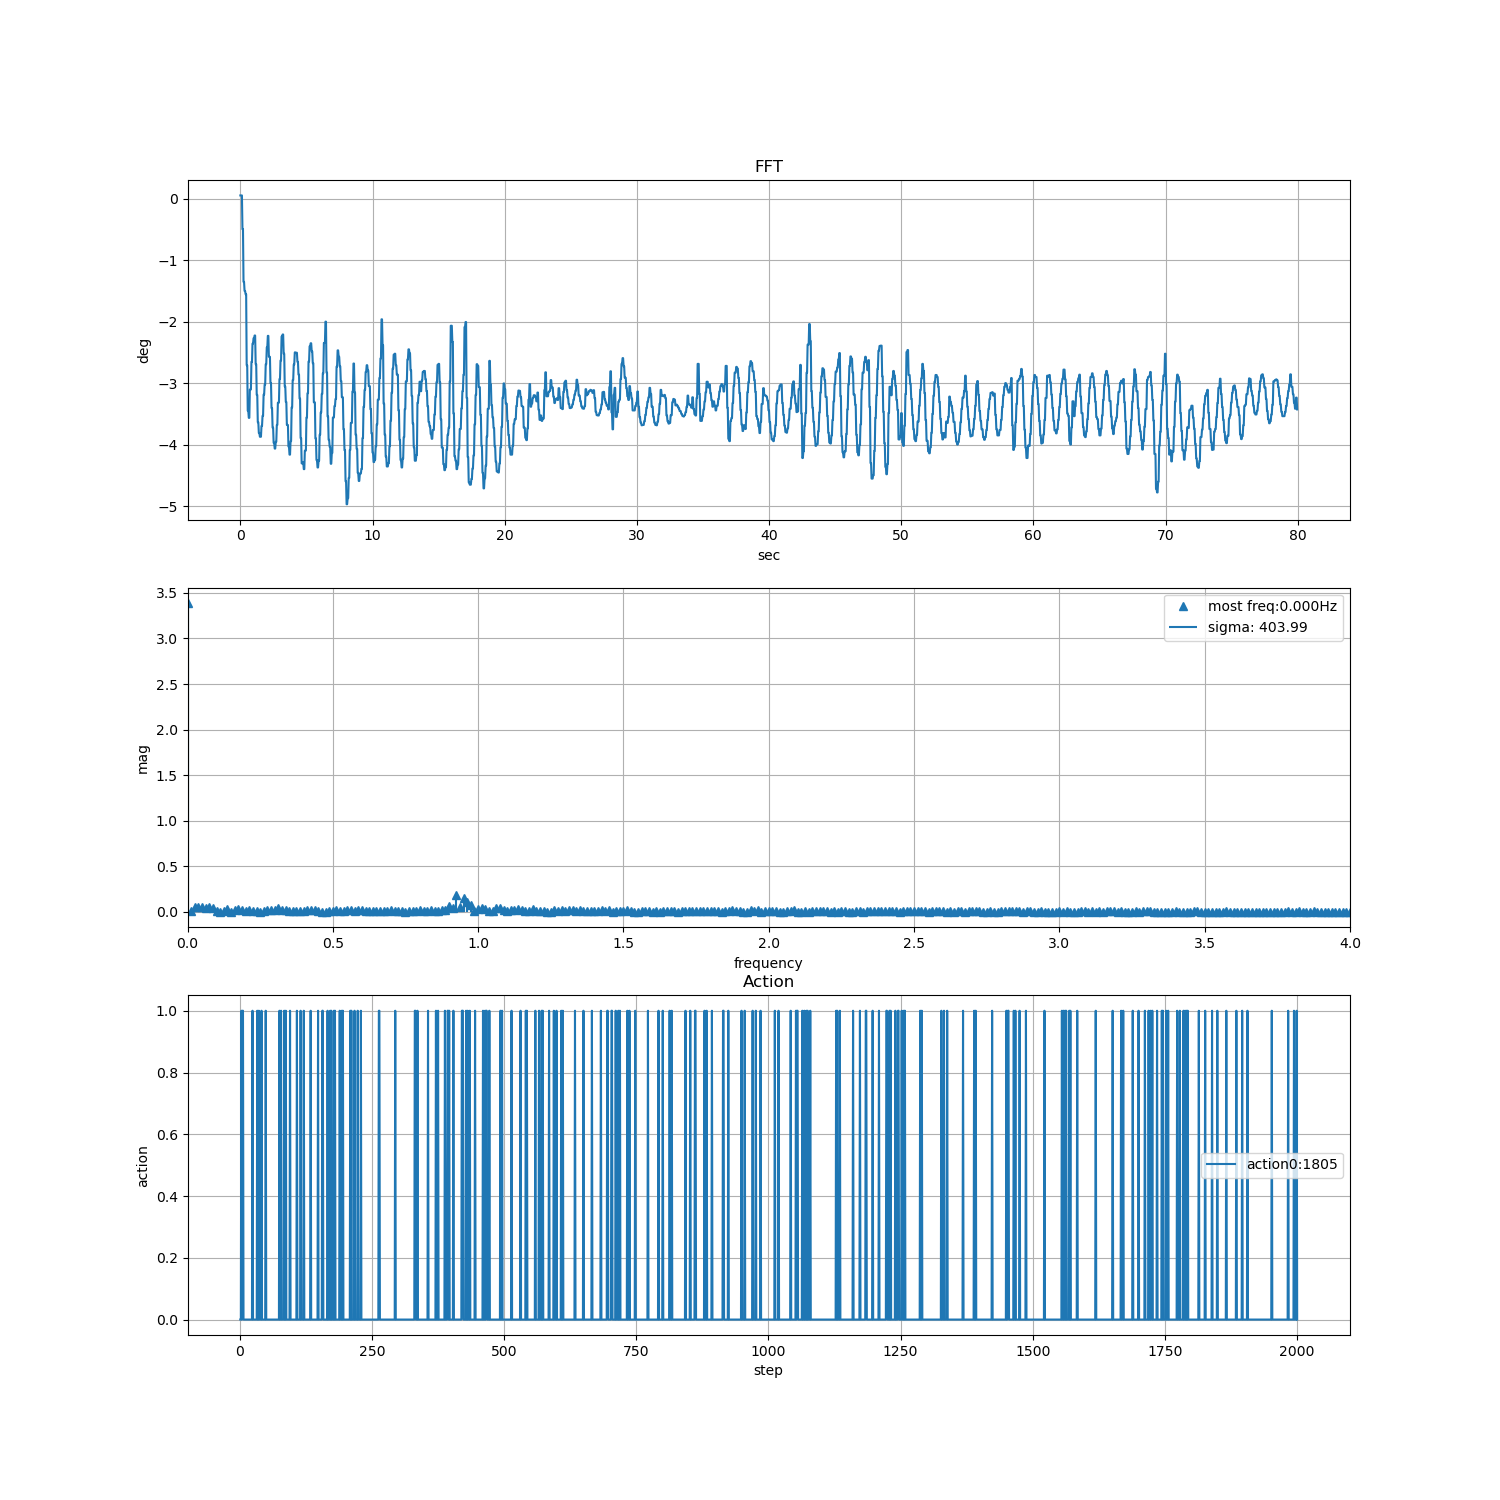 FFT
0
−1
−2
−3
−4
−5
deg
0 10 20 30 40 50 60 70 80
sec
3.5
3.0
2.5
2.0
1.5
1.0
0.5
0.0
mag
most freq:0.000Hz
sigma: 403.99
0.0 0.5 1.0 1.5 2.0 2.5 3.0 3.5 4.0
frequency
Action
1.0
0.8
0.6
0.4
0.2
0.0
action
action0:1805
0 250 500 750 1000 1250 1500 1750 2000
step